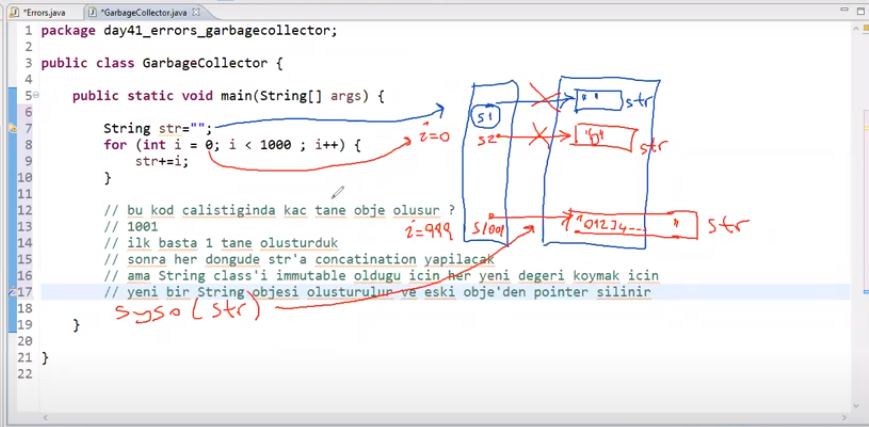 *Errors.java *GarbageCollector.java
1 package day41_errors_garbagecollector;
2
3 public class GarbageCollector {
4
5 public static void main(String[] args) {
6
7 String str="";
8 for (int i = 0; i < 1000 ; i++) {
9 str+=i;
10 }
11
12 // bu kod calistiginda kac tane obje olusur ?
13 // 1001
14 // ilk basta 1 tane olusturduk
15 // sonra her dongude str'a concatination yapilacak
16 // ama String class'i immutable oldugu icin her yeni degeri koymak icin
17 // yeni bir String objesi olusturulur ve eski obje'den pointer silinir
18
19 }
20
21 }
22
s1 " " str
i=0 s2 "0" str
i=999 s1001 "01234... " str
syso(str)